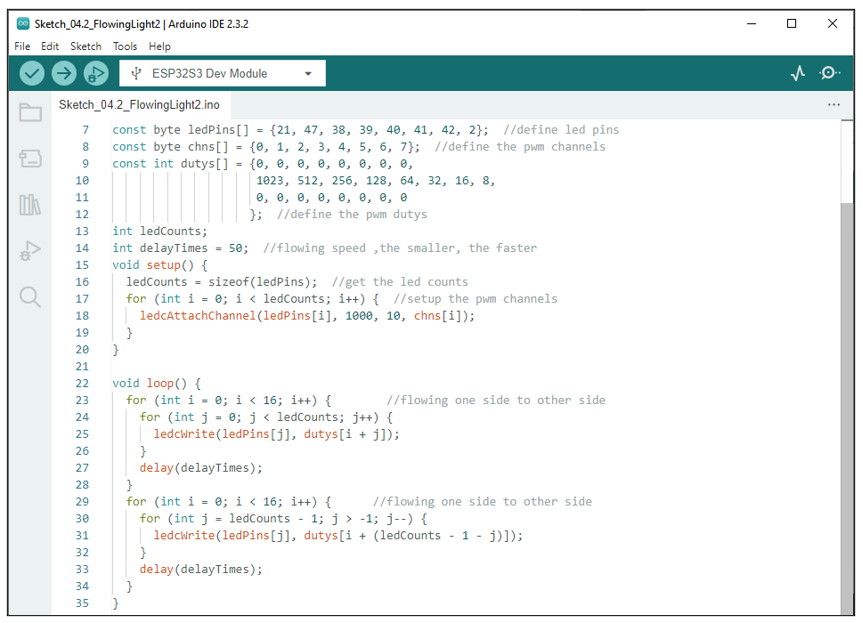 Sketch_04.2_FlowingLight2 | Arduino IDE 2.3.2
File Edit Sketch Tools Help
ESP32S3 Dev Module
Sketch_04.2_FlowingLight2.ino
7 const byte ledPins[] = {21, 47, 38, 39, 40, 41, 42, 2};  //define led pins
8 const byte chns[] = {0, 1, 2, 3, 4, 5, 6, 7};  //define the pwm channels
9 const int dutys[] = {0, 0, 0, 0, 0, 0, 0, 0,
10                      1023, 512, 256, 128, 64, 32, 16, 8,
11                      0, 0, 0, 0, 0, 0, 0, 0
12                     };  //define the pwm dutys
13 int ledCounts;
14 int delayTimes = 50;  //flowing speed ,the smaller, the faster
15 void setup() {
16   ledCounts = sizeof(ledPins);  //get the led counts
17   for (int i = 0; i < ledCounts; i++) {  //setup the pwm channels
18     ledcAttachChannel(ledPins[i], 1000, 10, chns[i]);
19   }
20 }
21
22 void loop() {
23   for (int i = 0; i < 16; i++) {        //flowing one side to other side
24     for (int j = 0; j < ledCounts; j++) {
25       ledcWrite(ledPins[j], dutys[i + j]);
26     }
27     delay(delayTimes);
28   }
29   for (int i = 0; i < 16; i++) {      //flowing one side to other side
30     for (int j = ledCounts - 1; j > -1; j--) {
31       ledcWrite(ledPins[j], dutys[i + (ledCounts - 1 - j)]);
32     }
33     delay(delayTimes);
34   }
35 }